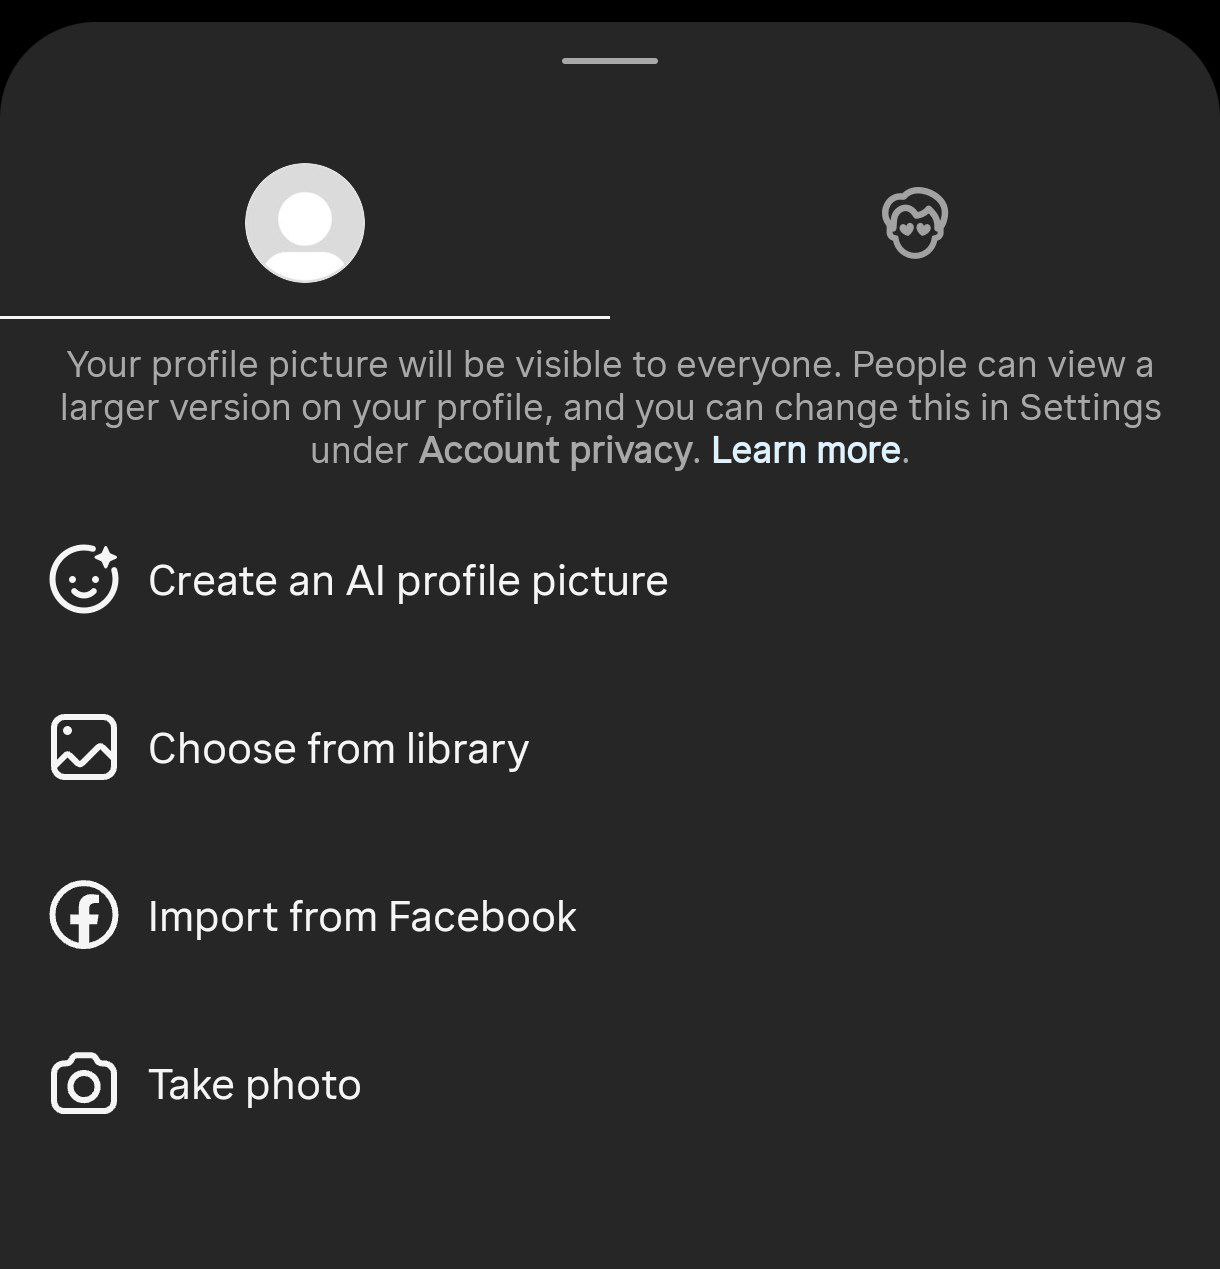 Your profile picture will be visible to everyone. People can view a
larger version on your profile, and you can change this in Settings
under Account privacy. Learn more.
Create an AI profile picture
Choose from library
Import from Facebook
Take photo